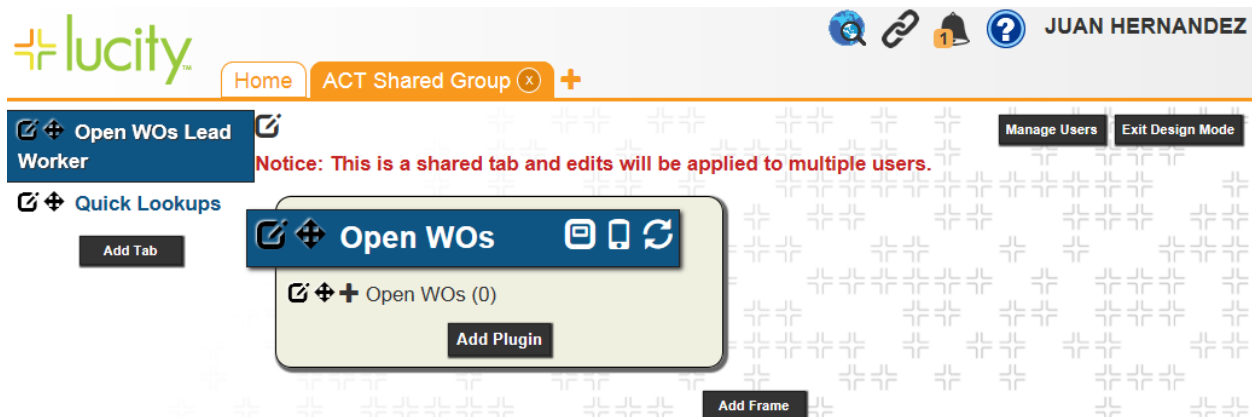 lucity™
JUAN HERNANDEZ
1
Home
ACT Shared Group
x
Open WOs Lead
Worker
Manage Users
Exit Design Mode
Notice: This is a shared tab and edits will be applied to multiple users.
Quick Lookups
Add Tab
Open WOs
Open WOs (0)
Add Plugin
Add Frame